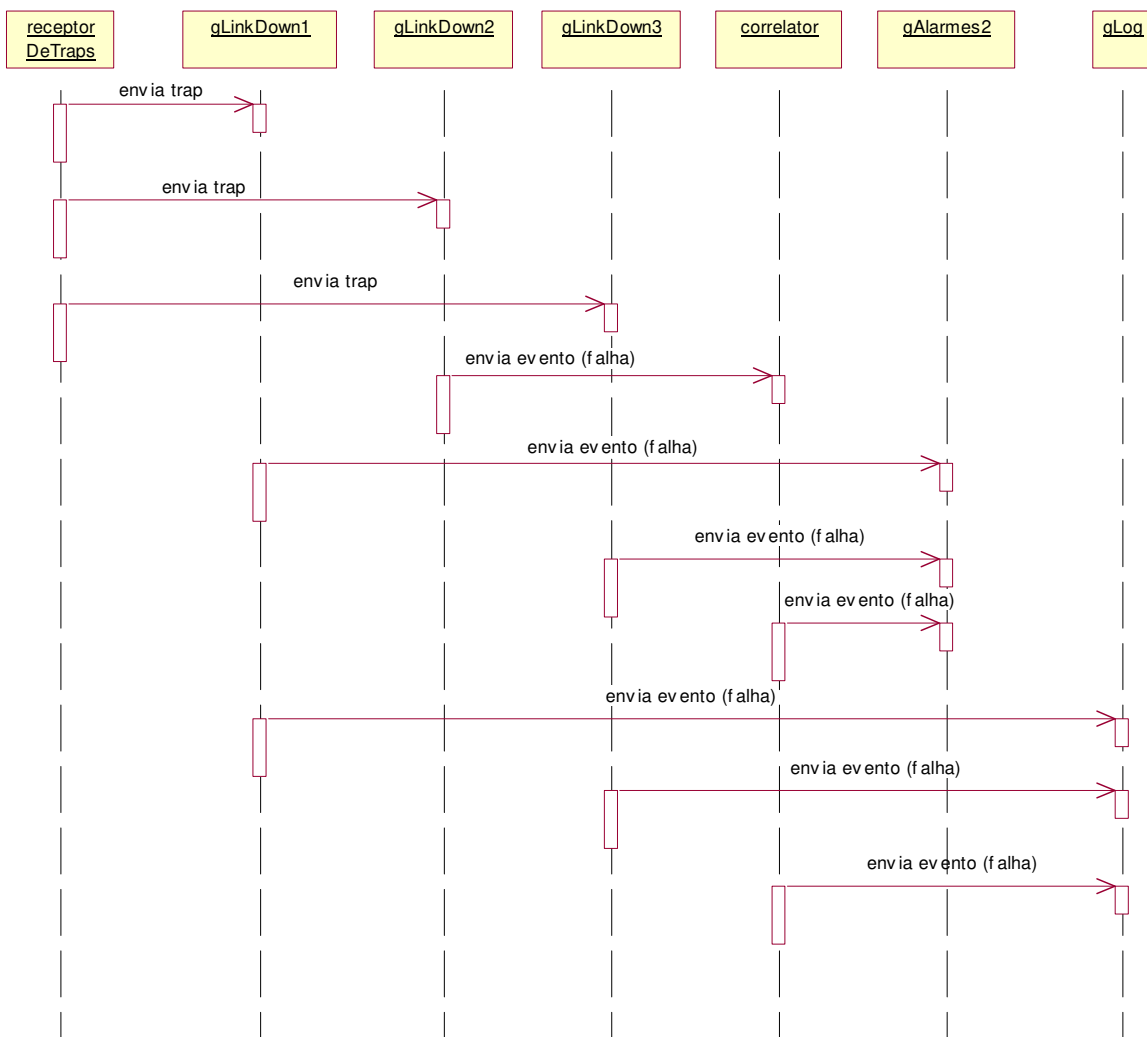 receptor
DeTraps
gLinkDown1
gLinkDown2
gLinkDown3
correlator
gAlarmes2
gLog
envia trap
envia trap
envia trap
envia evento (falha)
envia evento (falha)
envia evento (falha)
envia evento (falha)
envia evento (falha)
envia evento (falha)
envia evento (falha)